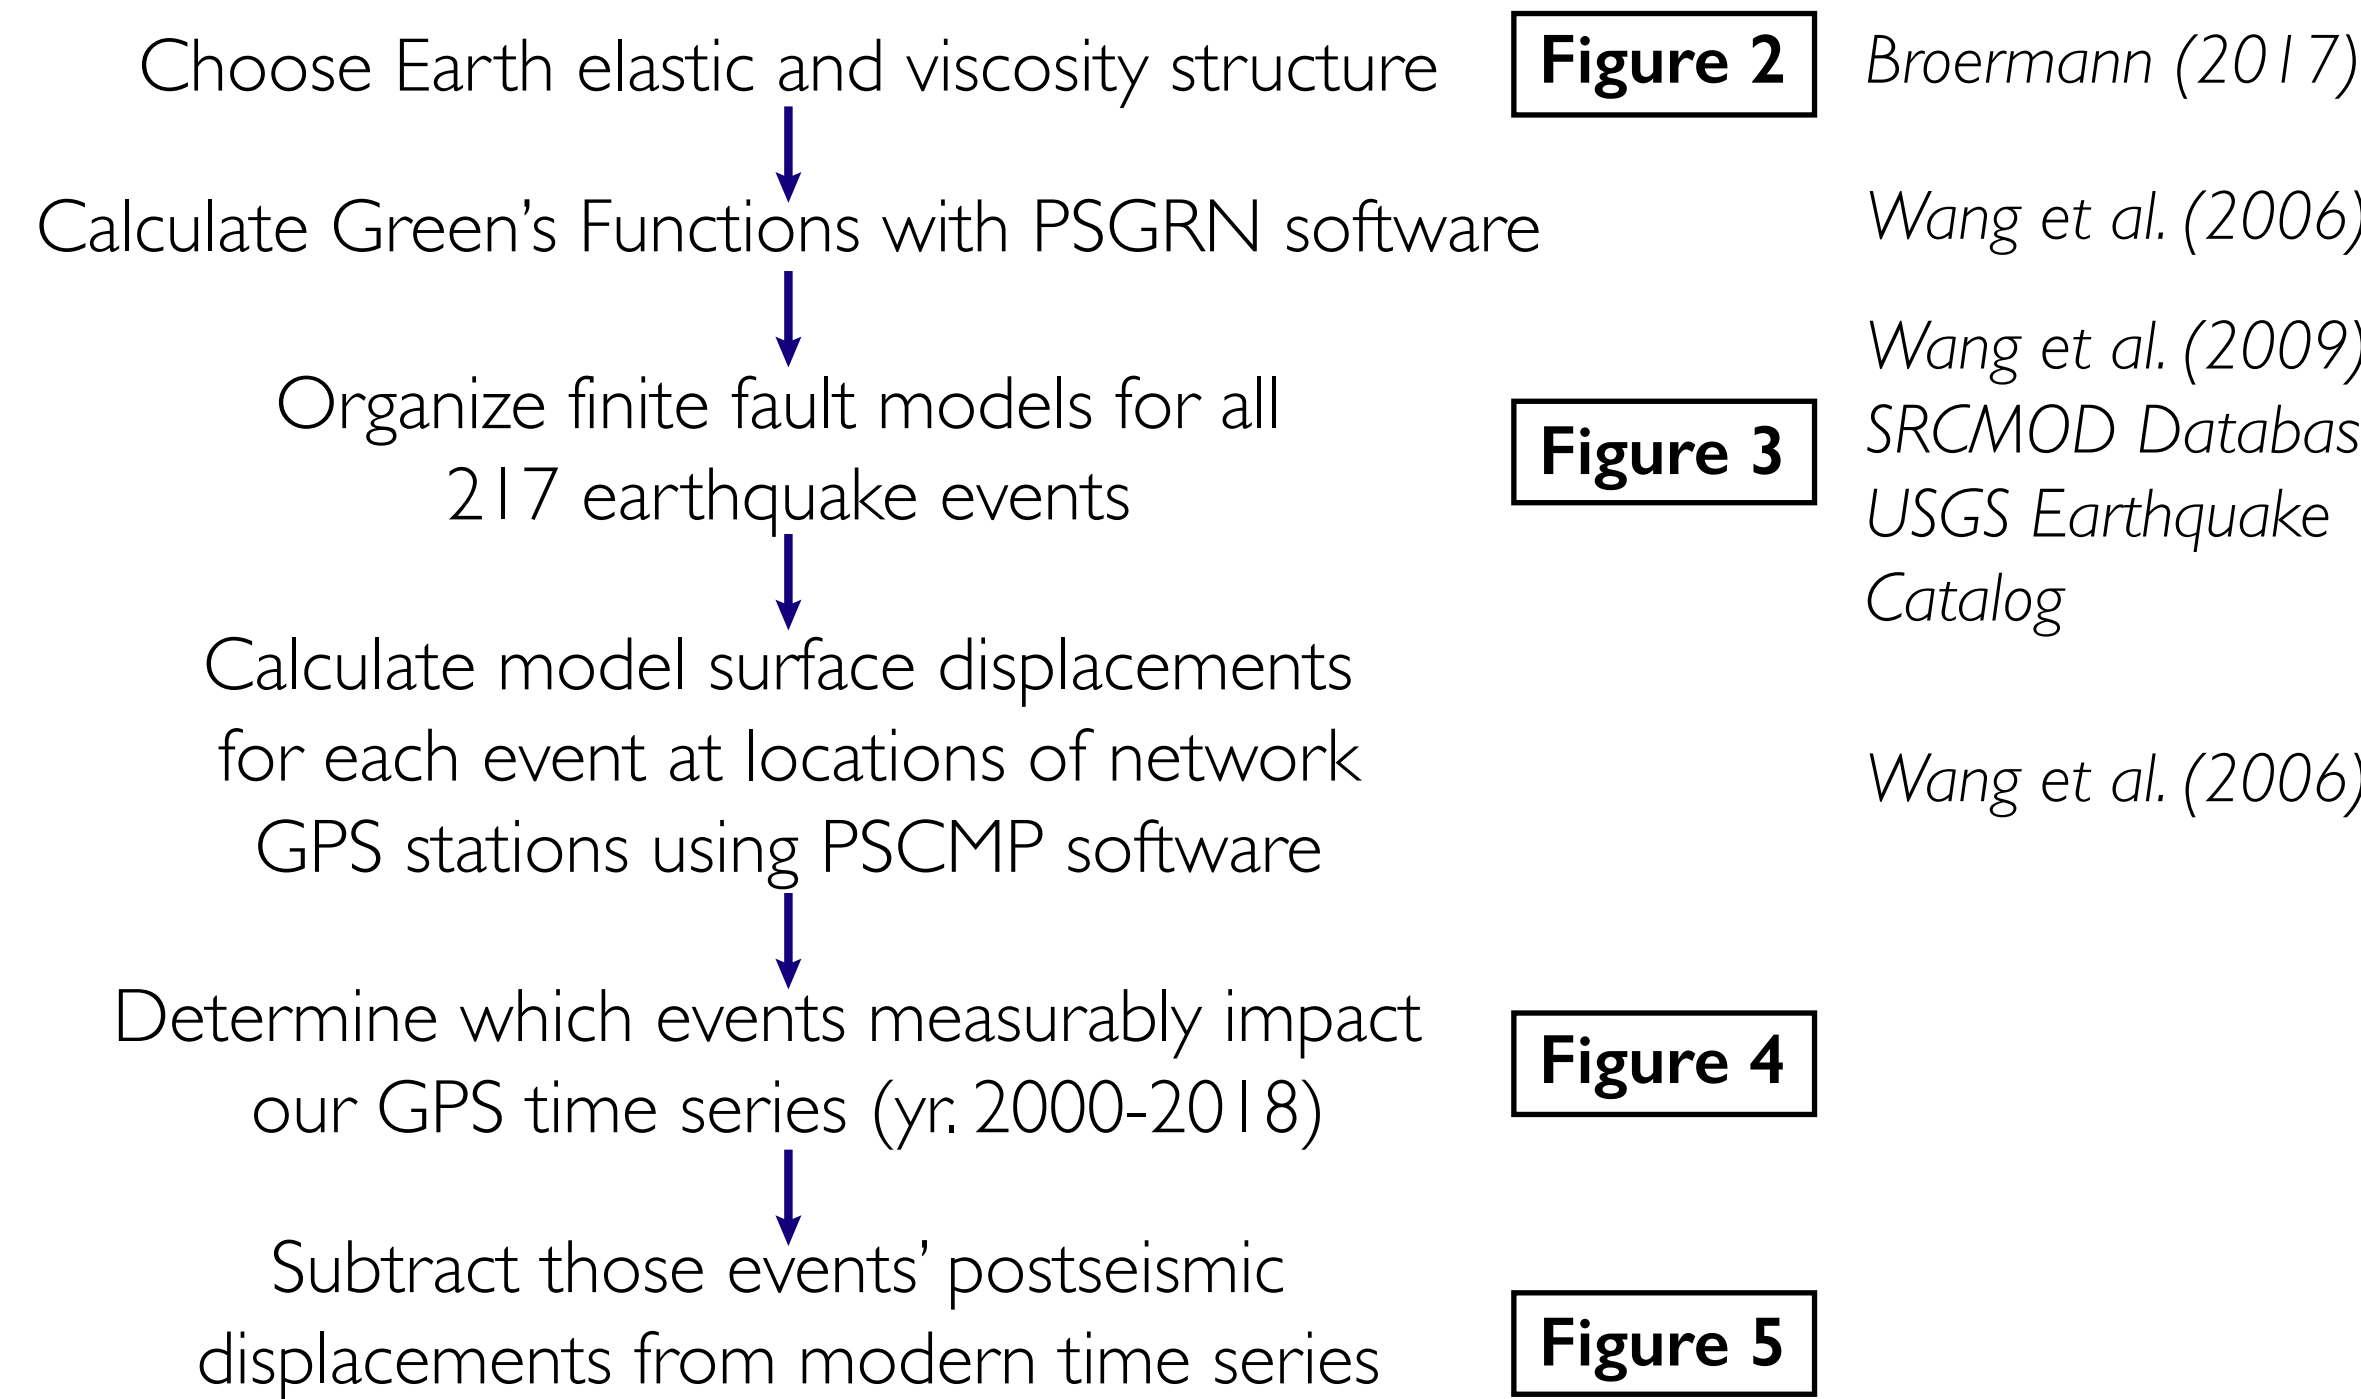 Choose Earth elastic and viscosity structure
Figure 2
Broermann (2017)
Calculate Green's Functions with PSGRN software
Wang et al. (2006)
Organize finite fault models for all
217 earthquake events
Figure 3
Wang et al. (2009)
SRCMOD Databas
USGS Earthquake
Catalog
Calculate model surface displacements
for each event at locations of network
GPS stations using PSCMP software
Wang et al. (2006)
Determine which events measurably impact
our GPS time series (yr. 2000-2018)
Figure 4
Subtract those events' postseismic
displacements from modern time series
Figure 5